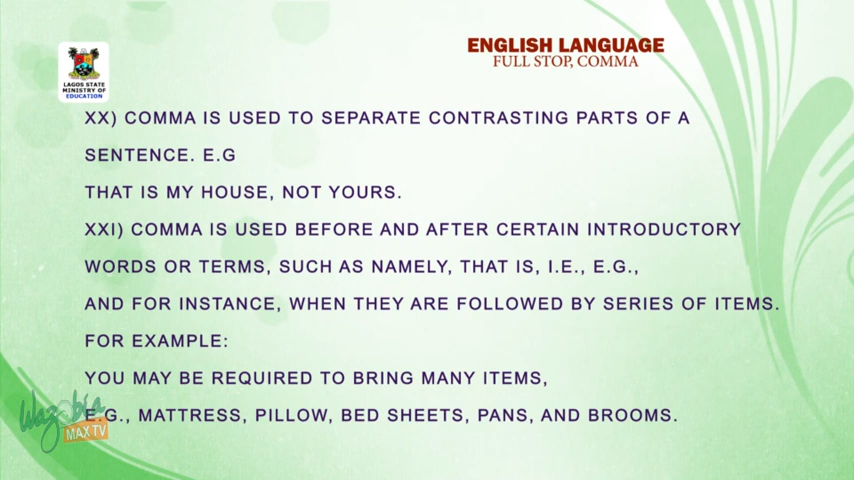 ENGLISH LANGUAGE
FULL STOP, COMMA
LAGOS STATE
MINISTRY OF
EDUCATION
XX) COMMA IS USED TO SEPARATE CONTRASTING PARTS OF A
SENTENCE. E.G
THAT IS MY HOUSE, NOT YOURS.
XXI) COMMA IS USED BEFORE AND AFTER CERTAIN INTRODUCTORY
WORDS OR TERMS, SUCH AS NAMELY, THAT IS, I.E., E.G.,
AND FOR INSTANCE, WHEN THEY ARE FOLLOWED BY SERIES OF ITEMS.
FOR EXAMPLE:
YOU MAY BE REQUIRED TO BRING MANY ITEMS,
E.G., MATTRESS, PILLOW, BED SHEETS, PANS, AND BROOMS.
Wazobia
MAX TV